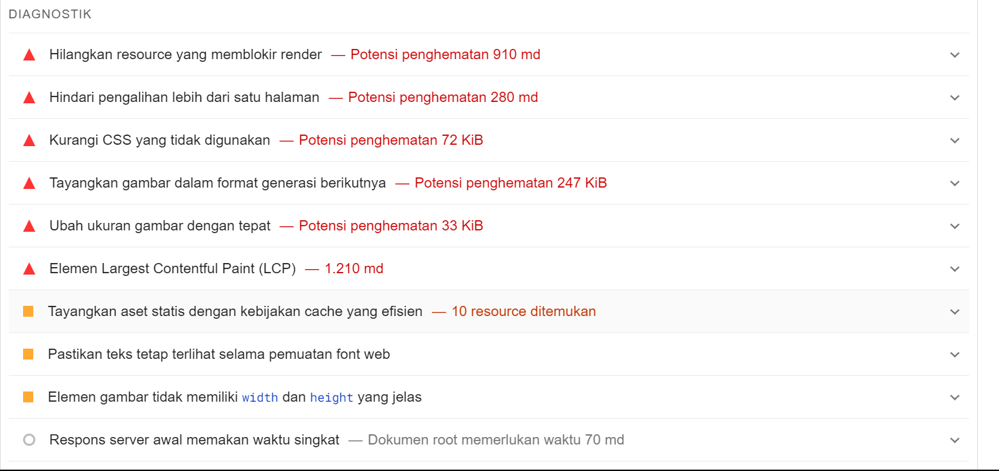 DIAGNOSTIK
Hilangkan resource yang memblokir render — Potensi penghematan 910 md
Hindari pengalihan lebih dari satu halaman — Potensi penghematan 280 md
Kurangi CSS yang tidak digunakan — Potensi penghematan 72 KiB
Tayangkan gambar dalam format generasi berikutnya — Potensi penghematan 247 KiB
Ubah ukuran gambar dengan tepat — Potensi penghematan 33 KiB
Elemen Largest Contentful Paint (LCP) — 1.210 md
Tayangkan aset statis dengan kebijakan cache yang efisien — 10 resource ditemukan
Pastikan teks tetap terlihat selama pemuatan font web
Elemen gambar tidak memiliki width dan height yang jelas
Respons server awal memakan waktu singkat — Dokumen root memerlukan waktu 70 md